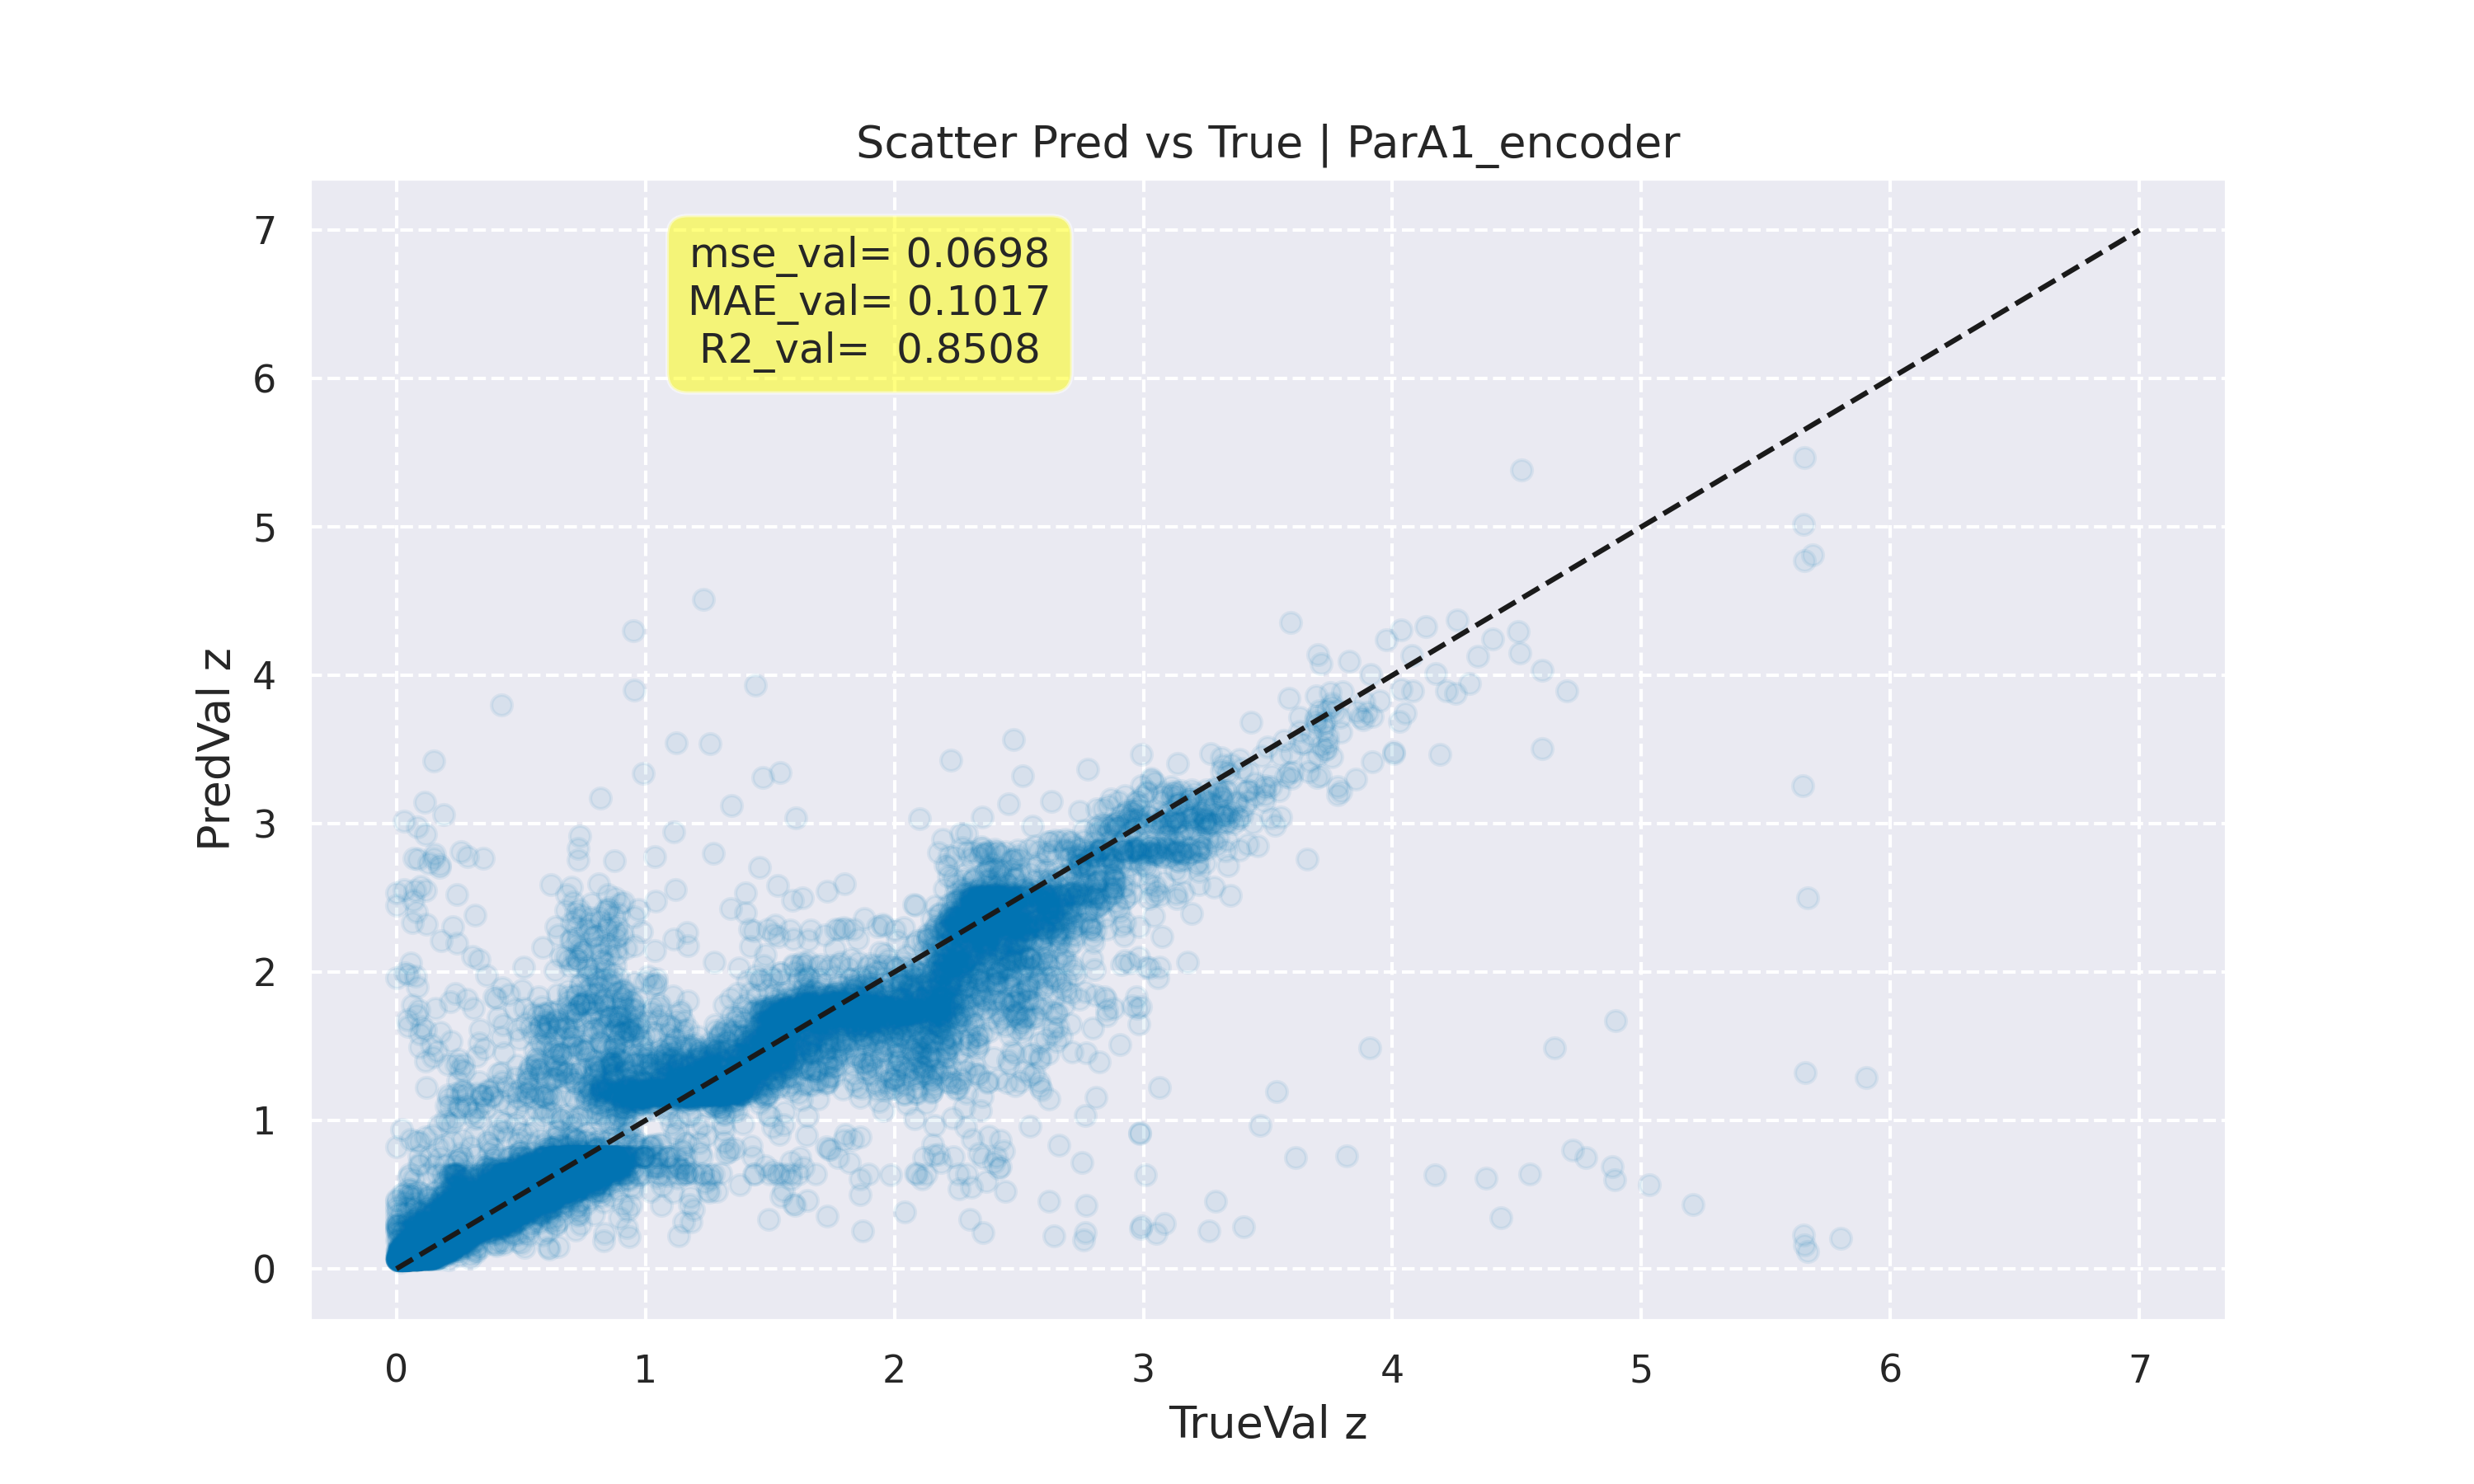 Scatter Pred vs True | ParA1_encoder
mse_val= 0.0698
MAE_val= 0.1017
R2_val= 0.8508
PredVal z
7
6
5
4
3
2
1
0
0 1 2 3 4 5 6 7
TrueVal z